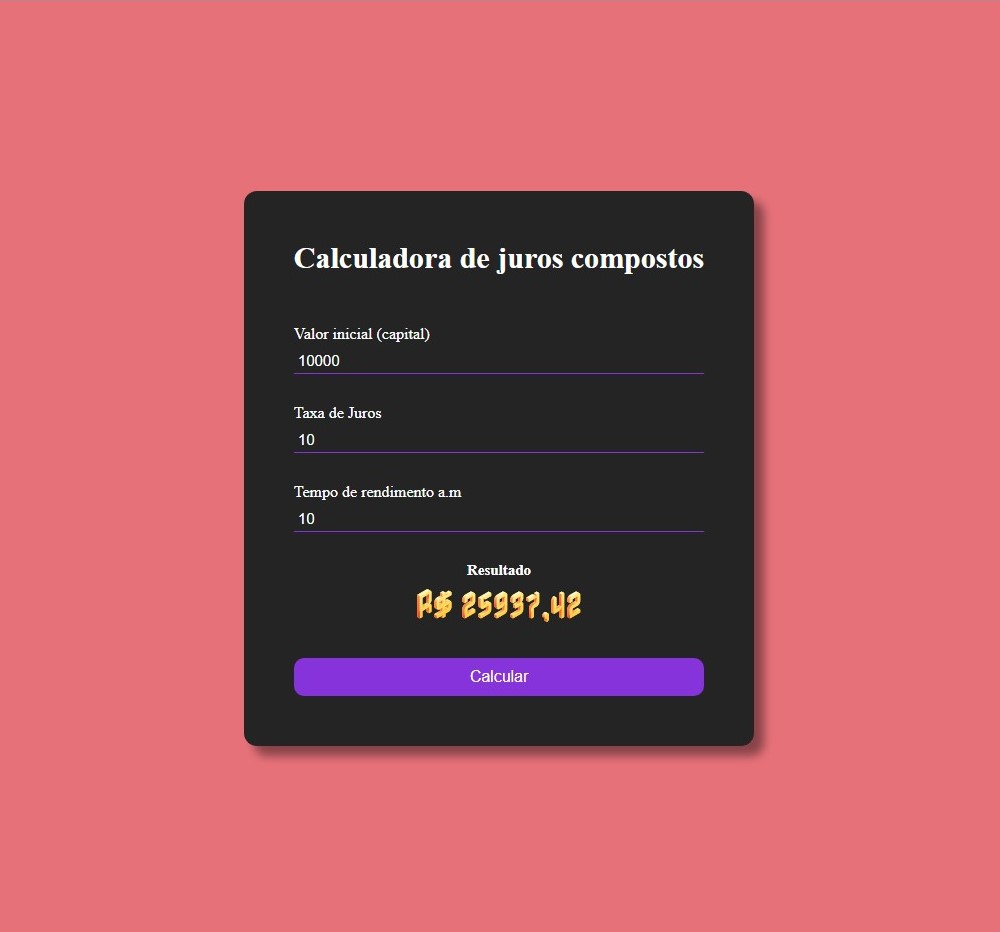 Calculadora de juros compostos
Valor inicial (capital)
10000
Taxa de Juros
10
Tempo de rendimento a.m
10
Resultado
R$ 25937,42
Calcular